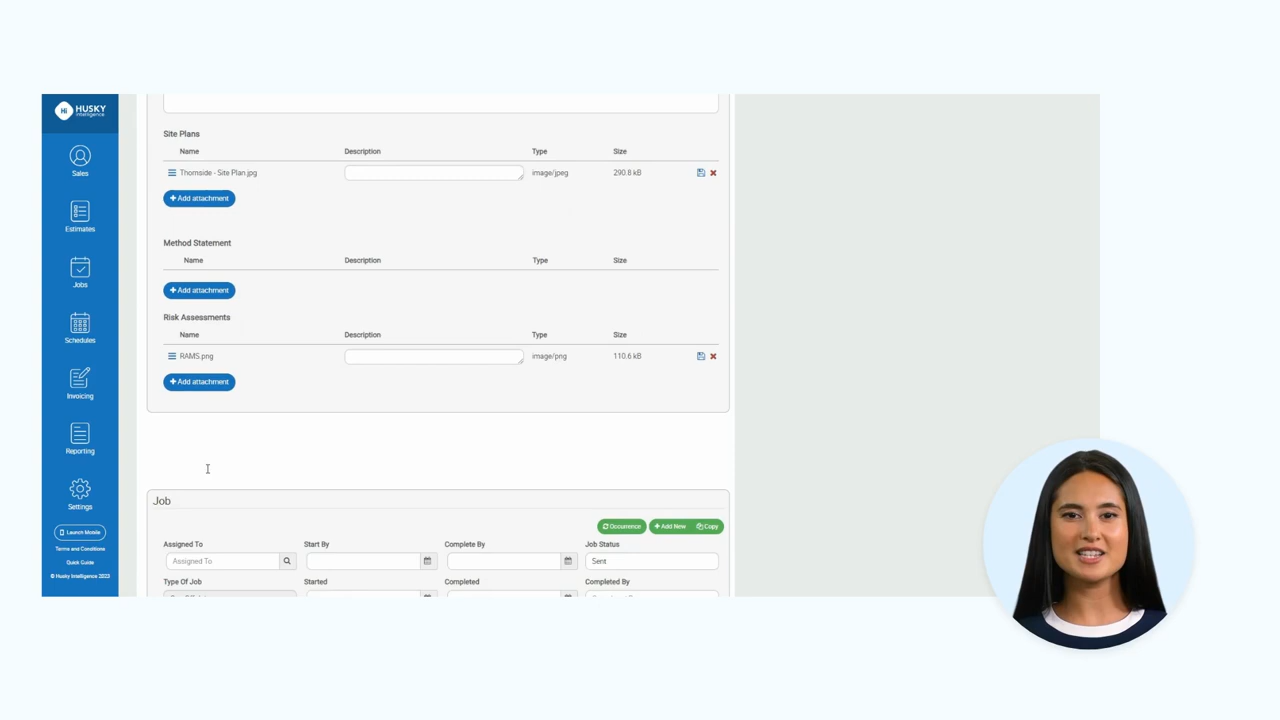 Hi HUSKY
intelligence
Sales
Estimates
Jobs
Schedules
Invoicing
Reporting
Settings
Launch Mobile
Terms and Conditions
Quick Guide
© Husky Intelligence 2023
Site Plans
Name Description Type Size
Thornside - Site Plan.jpg image/jpeg 290.8 kB
+ Add attachment
Method Statement
Name Description Type Size
+ Add attachment
Risk Assessments
Name Description Type Size
RAMS.png image/png 110.6 kB
+ Add attachment
Job
Occurrence + Add New Copy
Assigned To Start By Complete By Job Status
Assigned To Sent
Type Of Job Started Completed Completed By